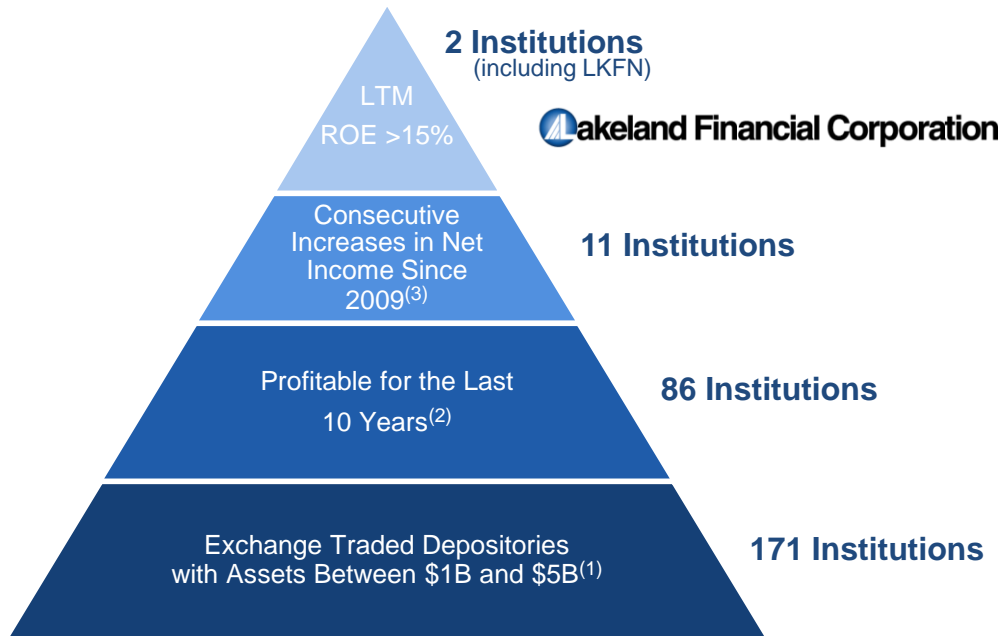 2 Institutions
(including LKFN)
LTM
ROE >15%
Lakeland Financial Corporation
Consecutive
Increases in Net
Income Since
2009(3)
11 Institutions
Profitable for the Last
10 Years(2)
86 Institutions
Exchange Traded Depositories
with Assets Between $1B and $5B(1)
171 Institutions